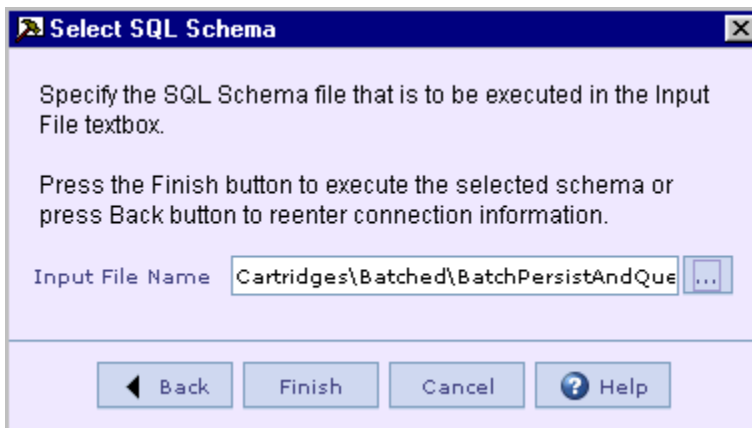 Select SQL Schema
Specify the SQL Schema file that is to be executed in the Input
File textbox.
Press the Finish button to execute the selected schema or
press Back button to reenter connection information.
Input File Name Cartridges\Batched\BatchPersistAndQue ...
Back Finish Cancel Help